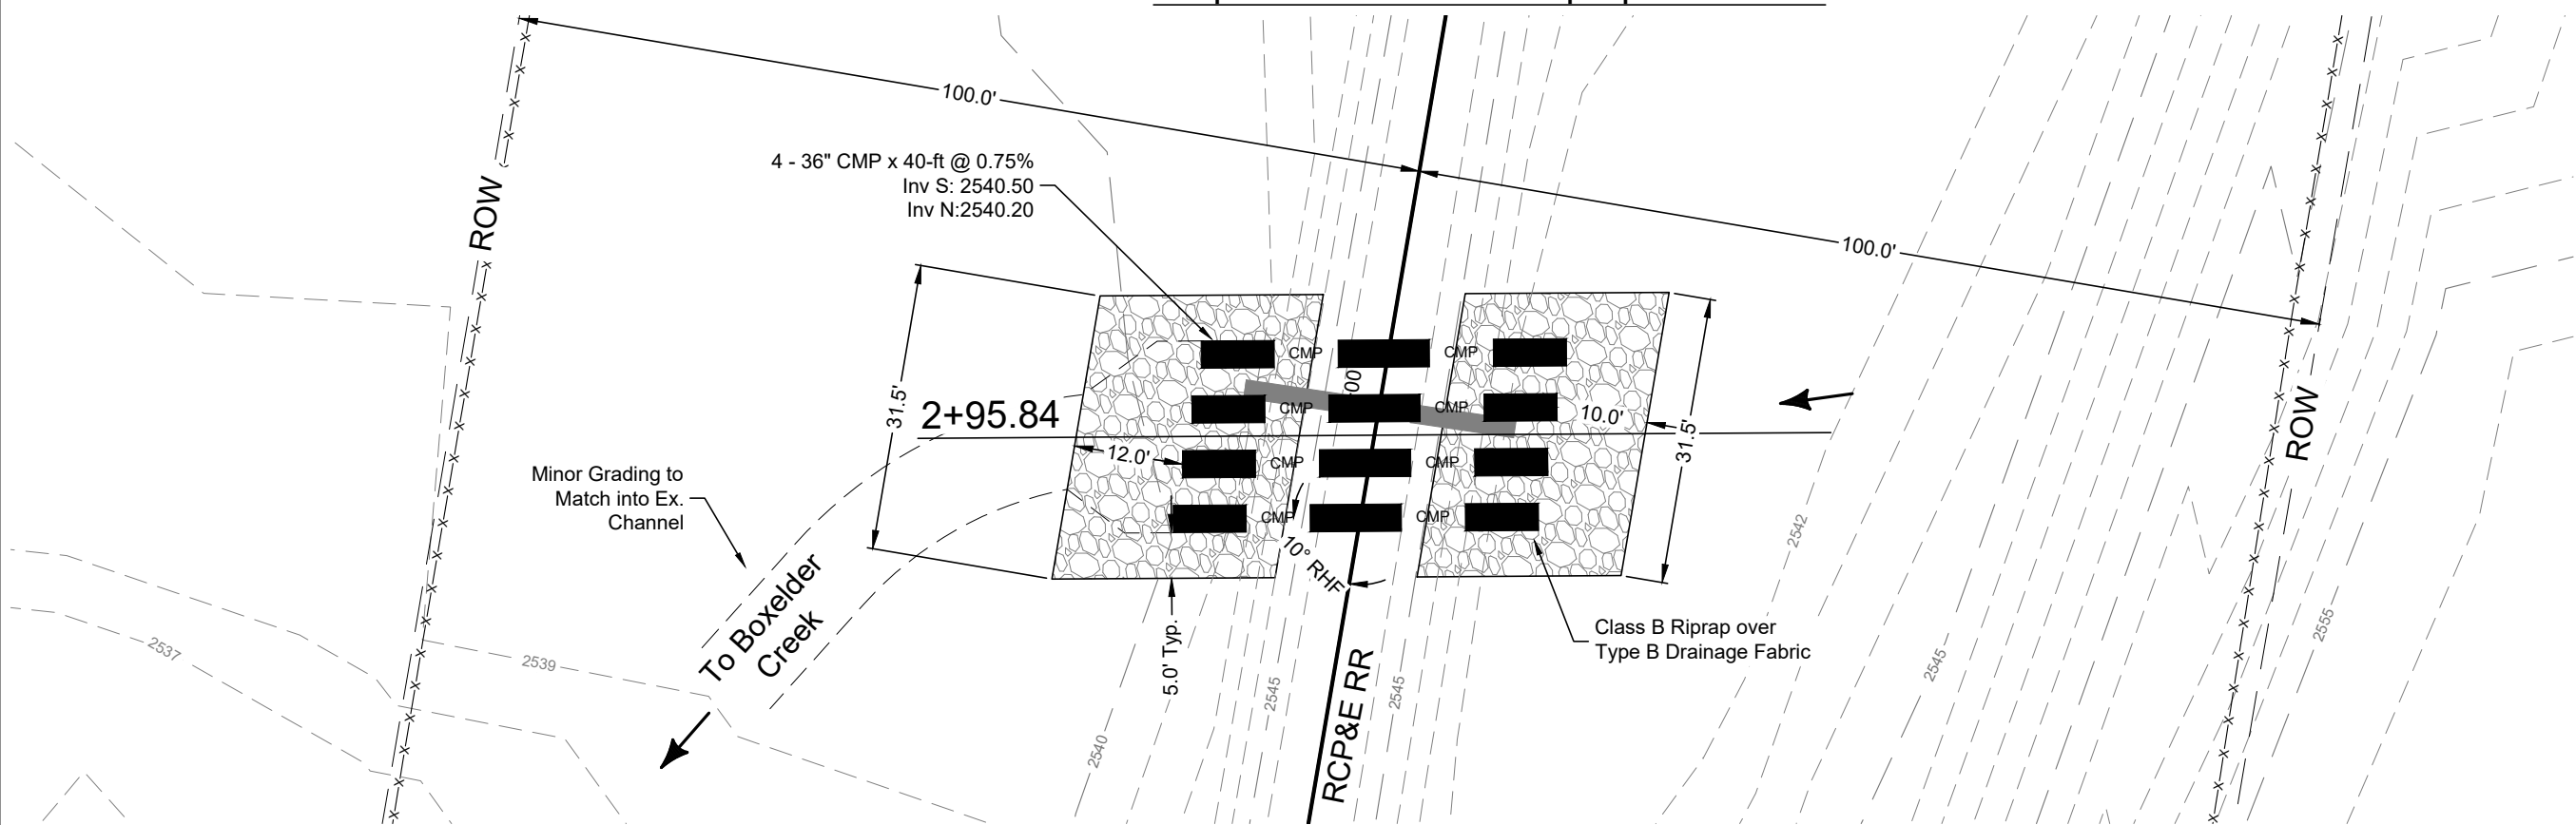 100.0'
4 - 36" CMP x 40-ft @ 0.75%
Inv S: 2540.50
Inv N:2540.20
ROW
100.0'
CMP CMP
00'
31.5'
2+95.84
CMP CMP
10.0'
31.5'
ROW
12.0'
CMP CMP
Minor Grading to
Match into Ex.
Channel
CMP CMP
10° RHF
2542
To Boxelder
Creek
5.0' Typ.
Class B Riprap over
Type B Drainage Fabric
2537
2539
2545
2545
2545
2555
RCP&E RR
2540